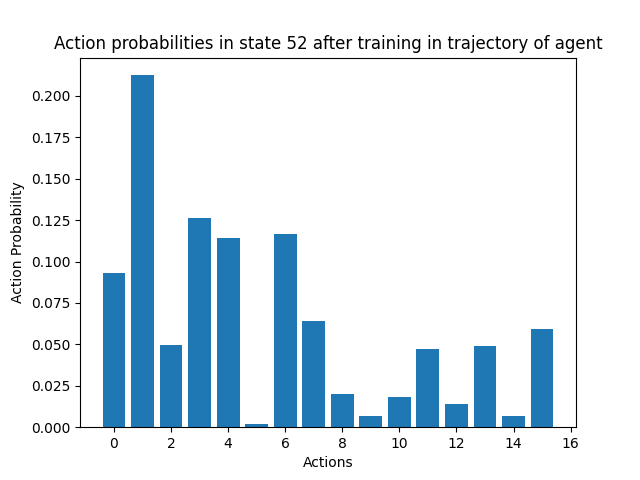 Action probabilities in state 52 after training in trajectory of agent
0.200
0.175
0.150
0.125
0.100
0.075
0.050
0.025
0.000
Action Probability
0 2 4 6 8 10 12 14 16
Actions